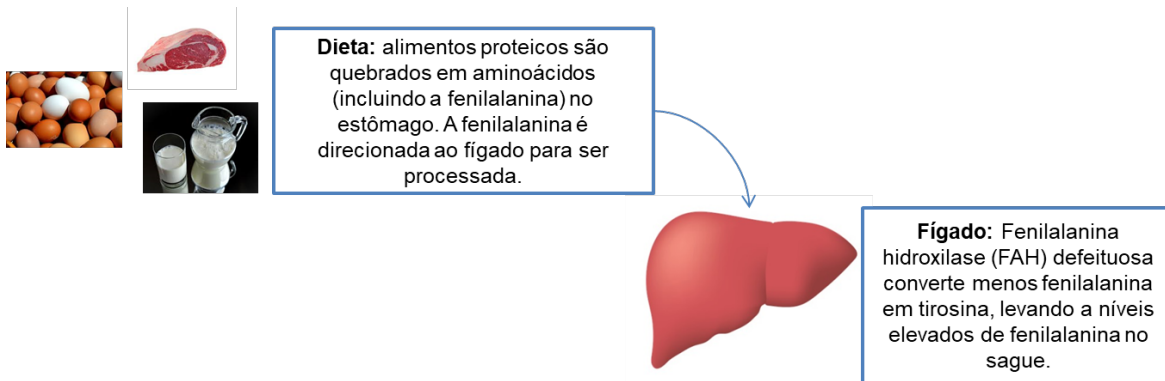 Dieta: alimentos proteicos são
quebrados em aminoácidos
(incluindo a fenilalanina) no
estômago. A fenilalanina é
direcionada ao fígado para ser
processada.
Fígado: Fenilalanina
hidroxilase (FAH) defeituosa
converte menos fenilalanina
em tirosina, levando a níveis
elevados de fenilalanina no
sague.